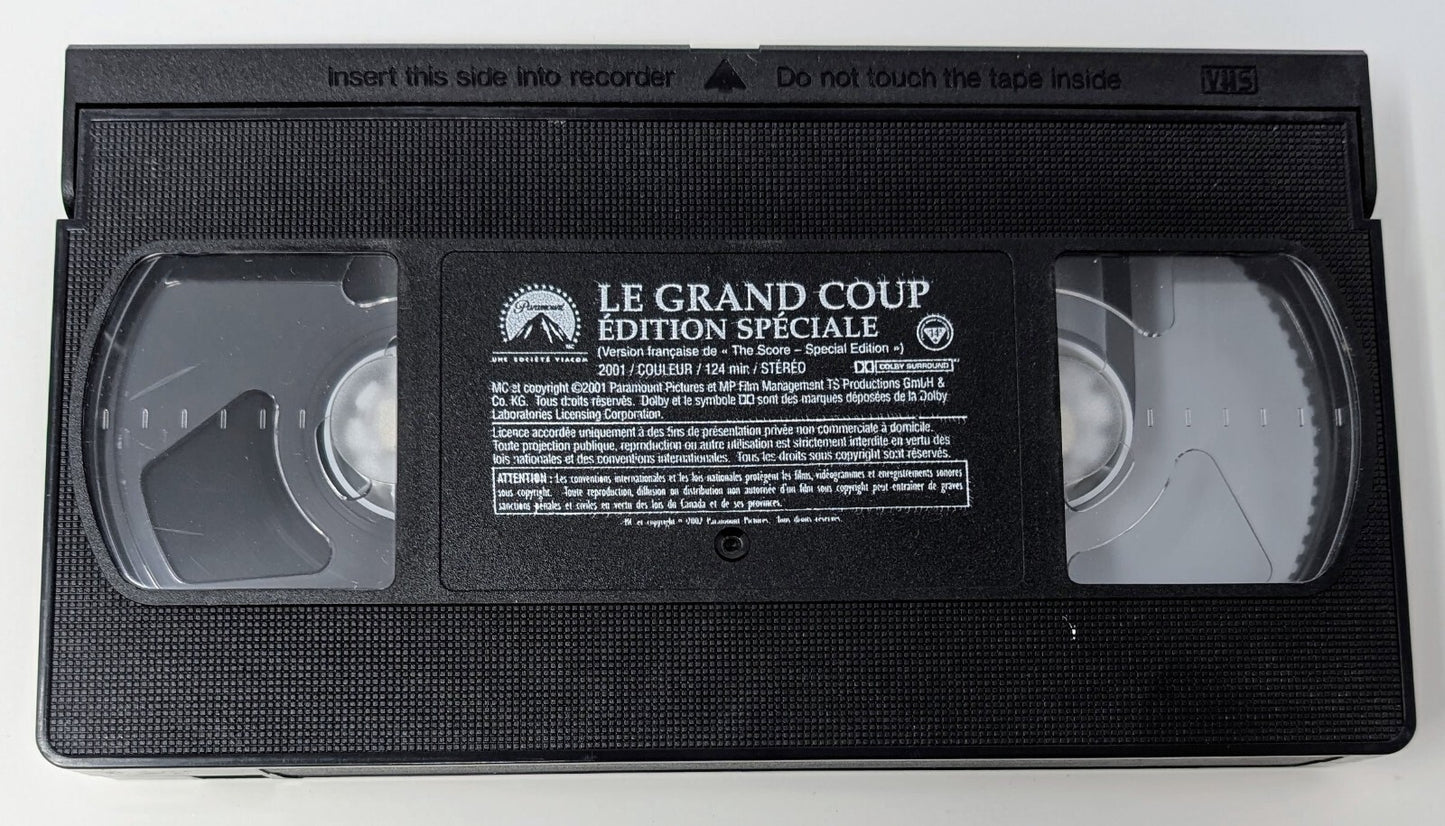 Insert this side into recorder Do not touch the tape inside VHS
Paramount
MC
UNE SOCIÉTÉ VIACOM
LE GRAND COUP
ÉDITION SPÉCIALE
(Version française de « The Score – Special Edition »)
2001 / COULEUR / 124 min / STÉRÉO
DOLBY SURROUND
MC et copyright ©2001 Paramount Pictures et MP Film Management TS Productions GmbH &
Co. KG. Tous droits réservés. Dolby et le symbole DD sont des marques déposées de la Dolby
Laboratories Licensing Corporation.
Licence accordée uniquement à des fins de présentation privée non commerciale à domicile.
Toute projection publique, reproduction ou autre utilisation est strictement interdite en vertu des
lois nationales et des conventions internationales. Tous les droits sous copyright sont réservés.
ATTENTION : Les conventions internationales et les lois nationales protègent les films, vidéogrammes et enregistrements sonores
sous copyright. Toute reproduction, diffusion ou distribution non autorisée d'un film sous copyright peut entraîner de graves
sanctions pénales et civiles en vertu des lois du Canada et de ses provinces.
MC et copyright © 2002 Paramount Pictures. Tous droits réservés.